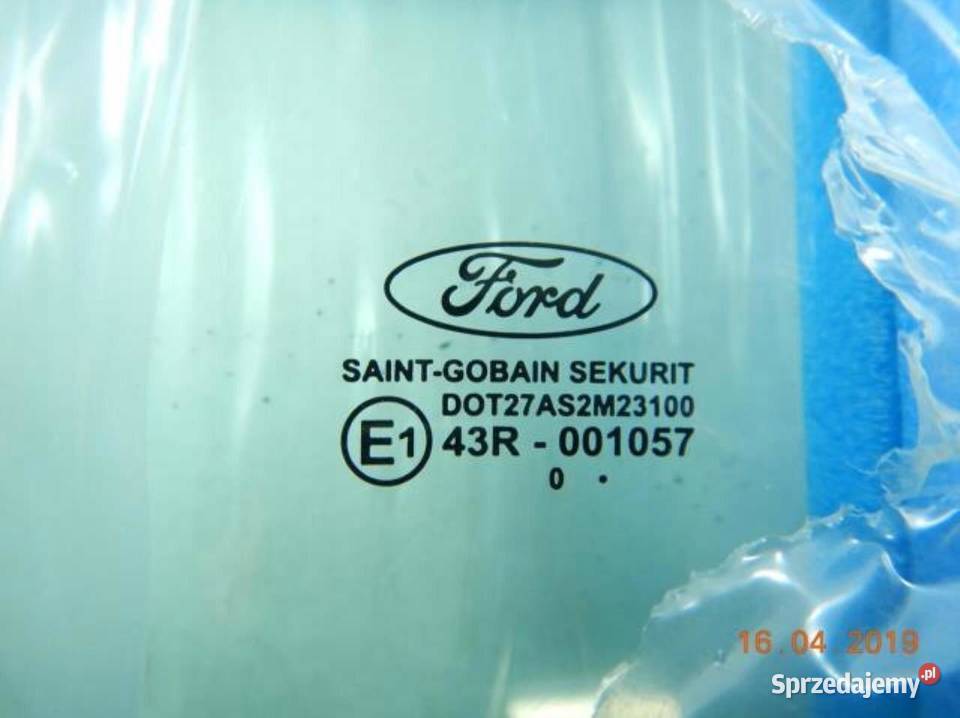 Ford
SAINT-GOBAIN SEKURIT
DOT27AS2M23100
E1 43R - 001057
0 .
16.04.2019
Sprzedajemy.pl